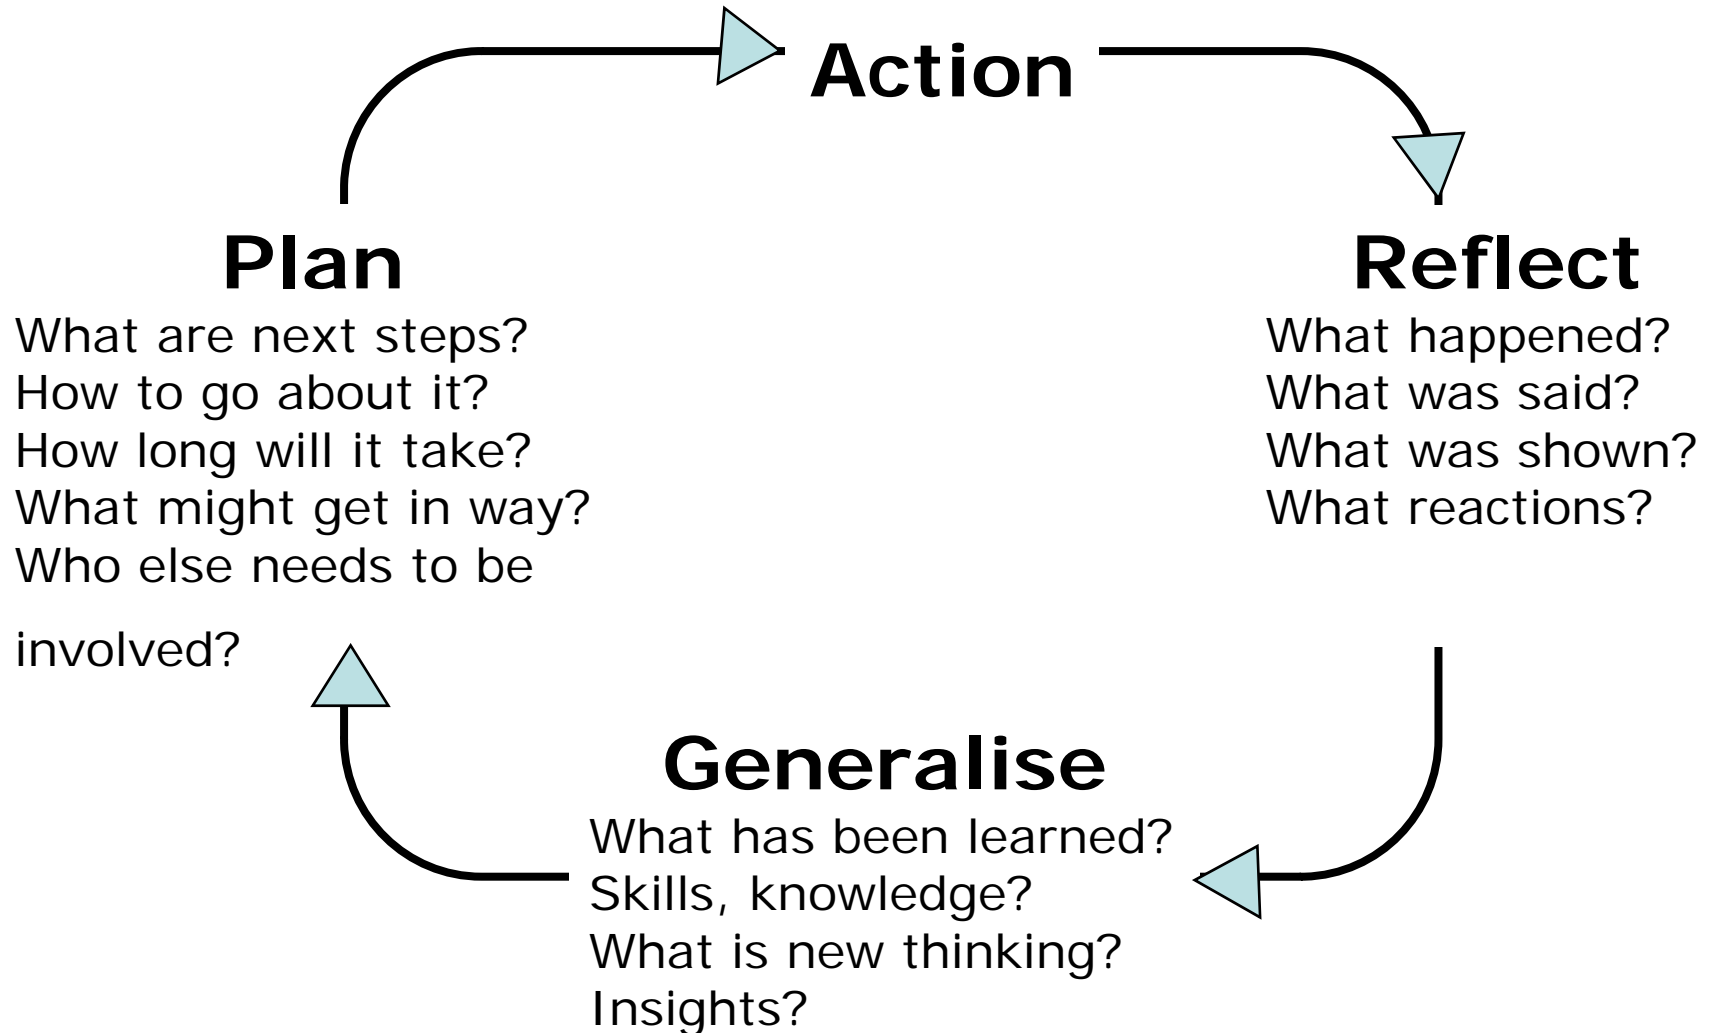 Action
Plan
What are next steps?
How to go about it?
How long will it take?
What might get in way?
Who else needs to be
involved?
Reflect
What happened?
What was said?
What was shown?
What reactions?
Generalise
What has been learned?
Skills, knowledge?
What is new thinking?
Insights?